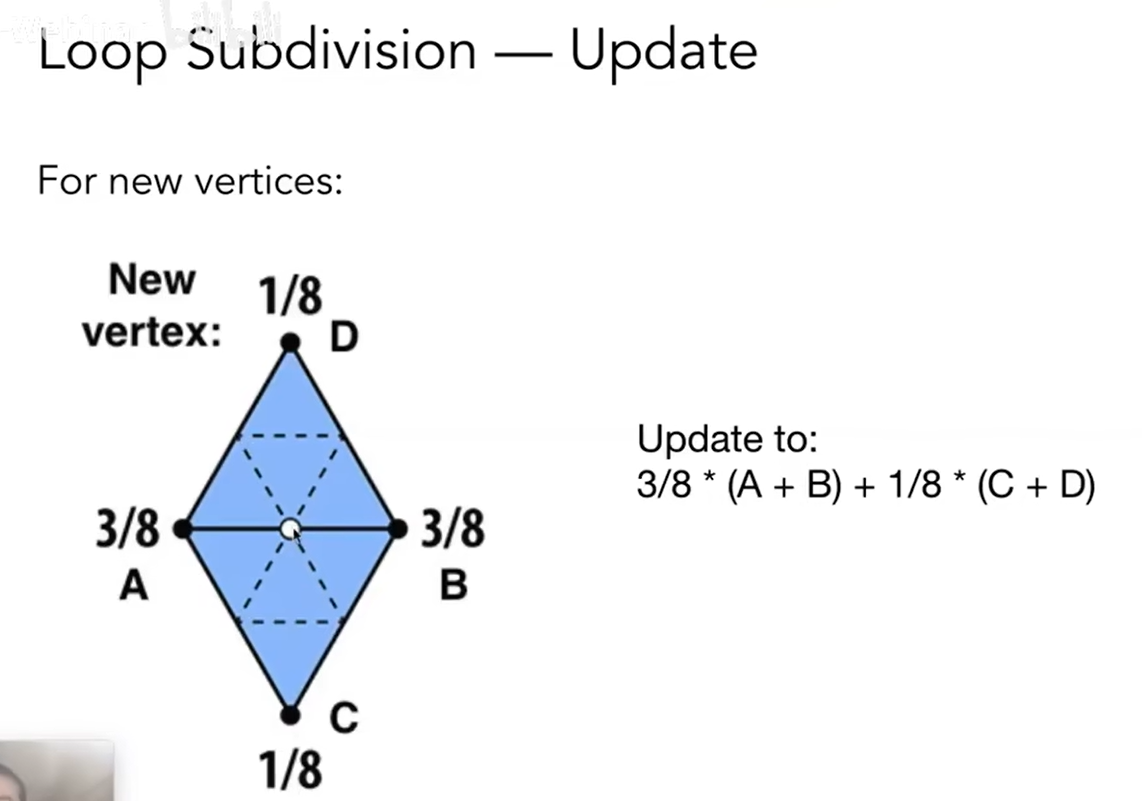 Loop Subdivision — Update
For new vertices:
New
vertex:
1/8
D
3/8
A
3/8
B
C
1/8
Update to:
3/8 * (A + B) + 1/8 * (C + D)